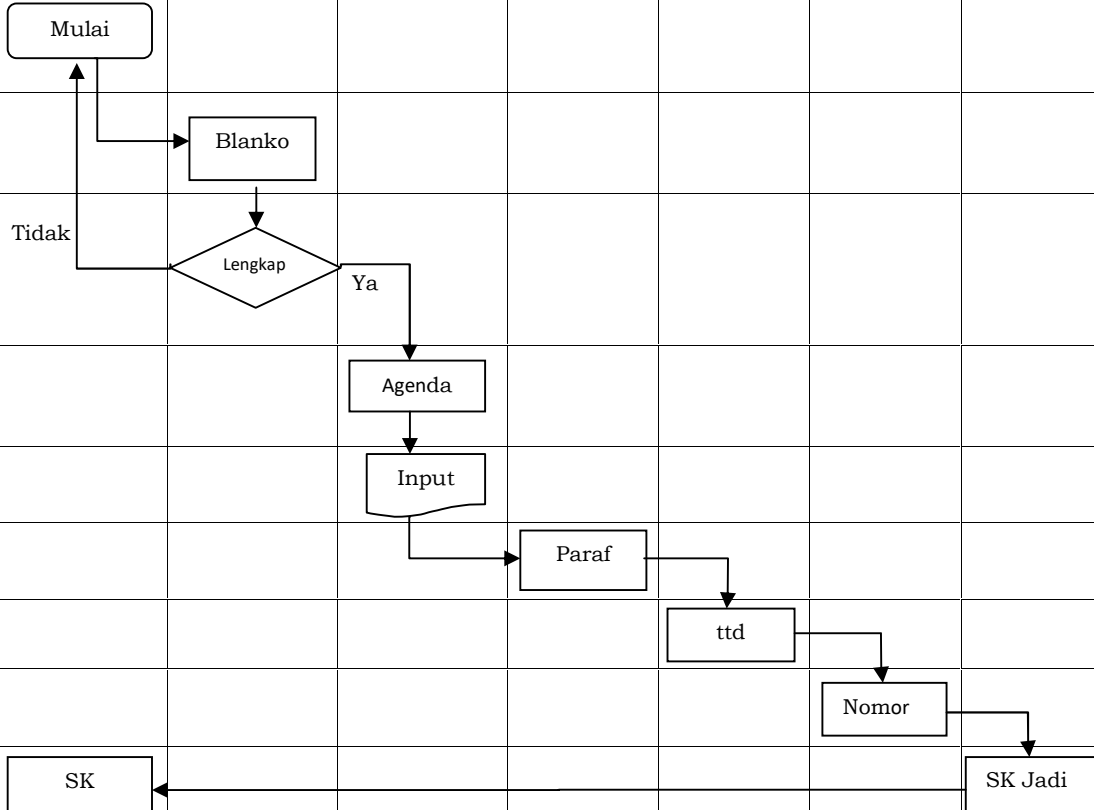 Mulai
Blanko
Tidak
Lengkap
Ya
Agenda
Input
Paraf
ttd
Nomor
SK
SK Jadi